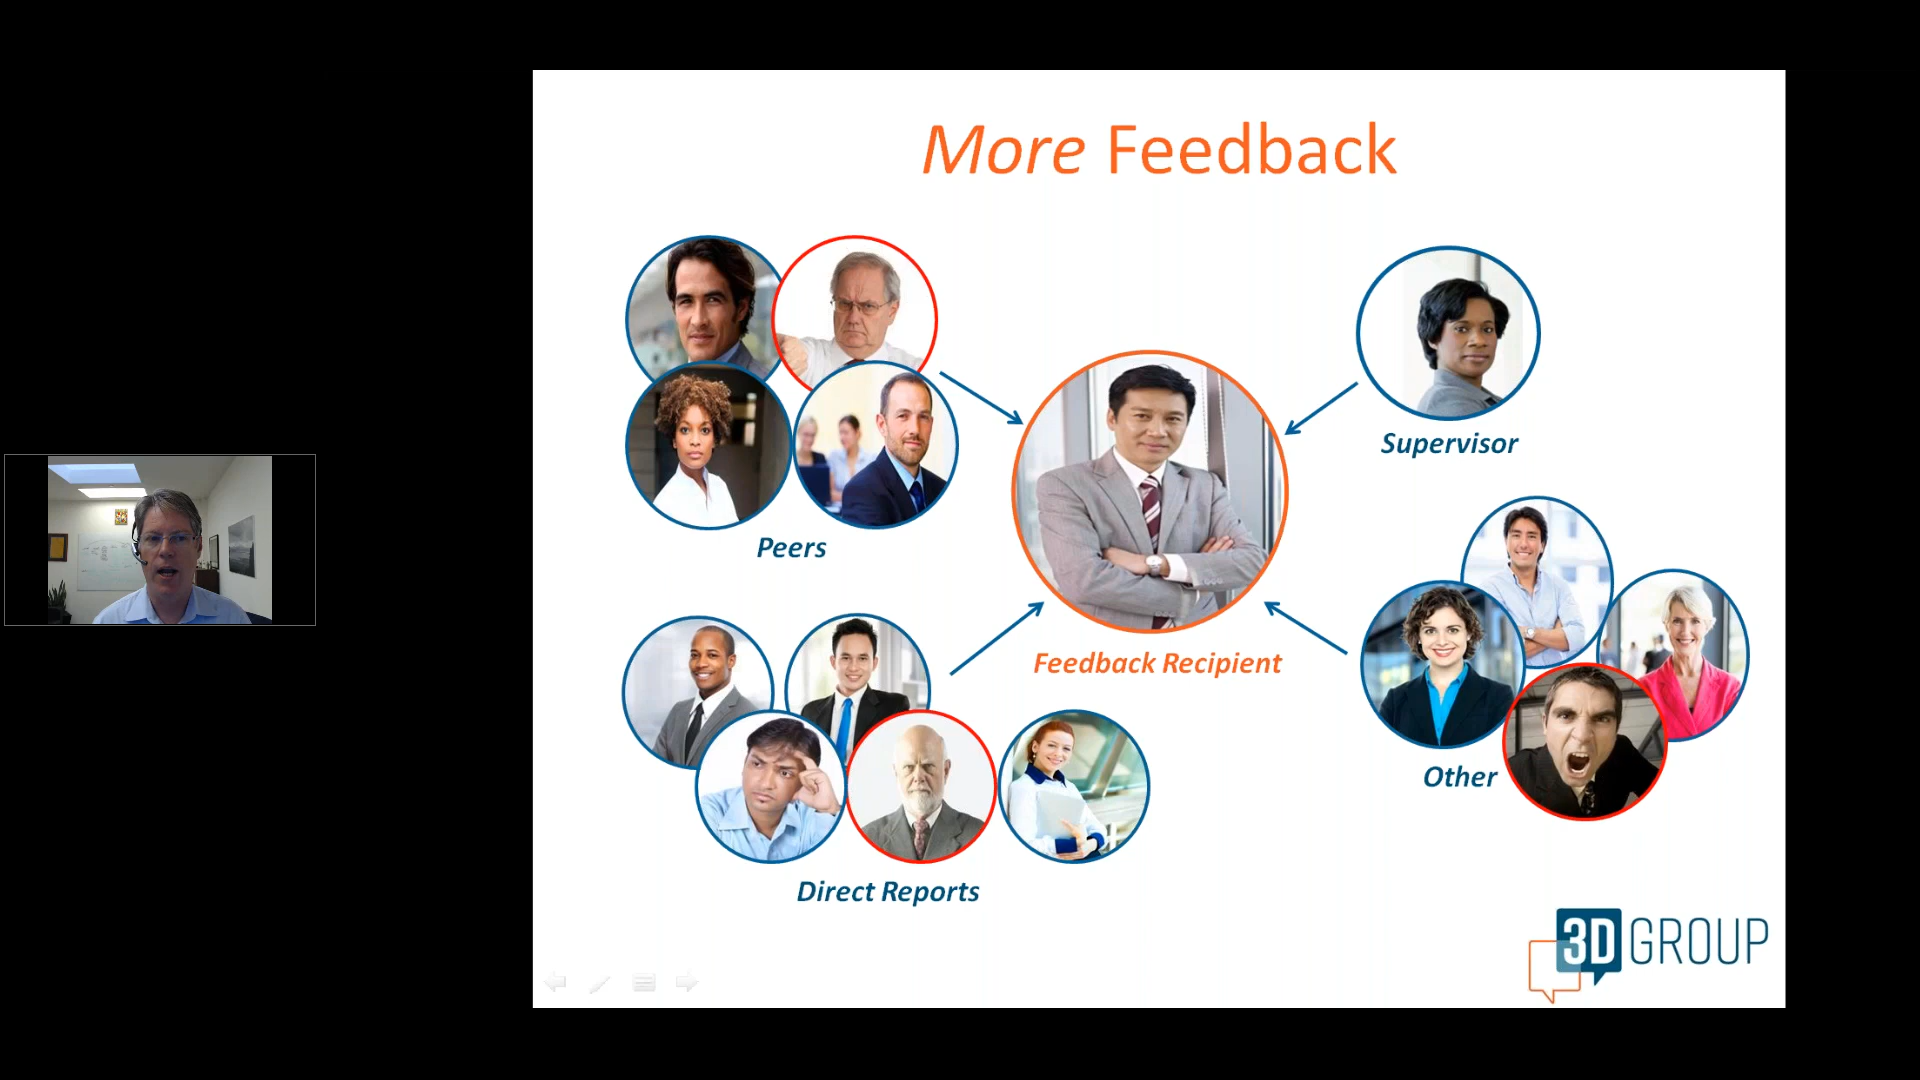 More Feedback
Supervisor
Peers
Feedback Recipient
Other
Direct Reports
3D GROUP